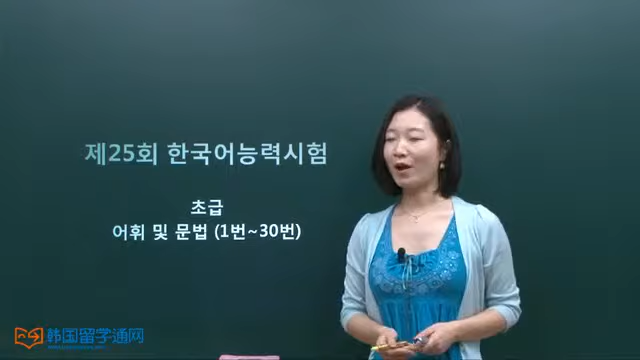 제25회 한국어능력시험
초급
어휘 및 문법 (1번~30번)
韩国留学通网